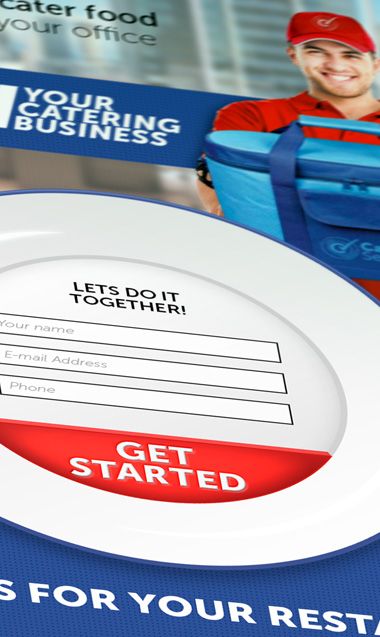 cater food
your office
YOUR
CATERING
BUSINESS
LETS DO IT
TOGETHER!
Your name
E-mail Address
Phone
GET
STARTED
FOR YOUR